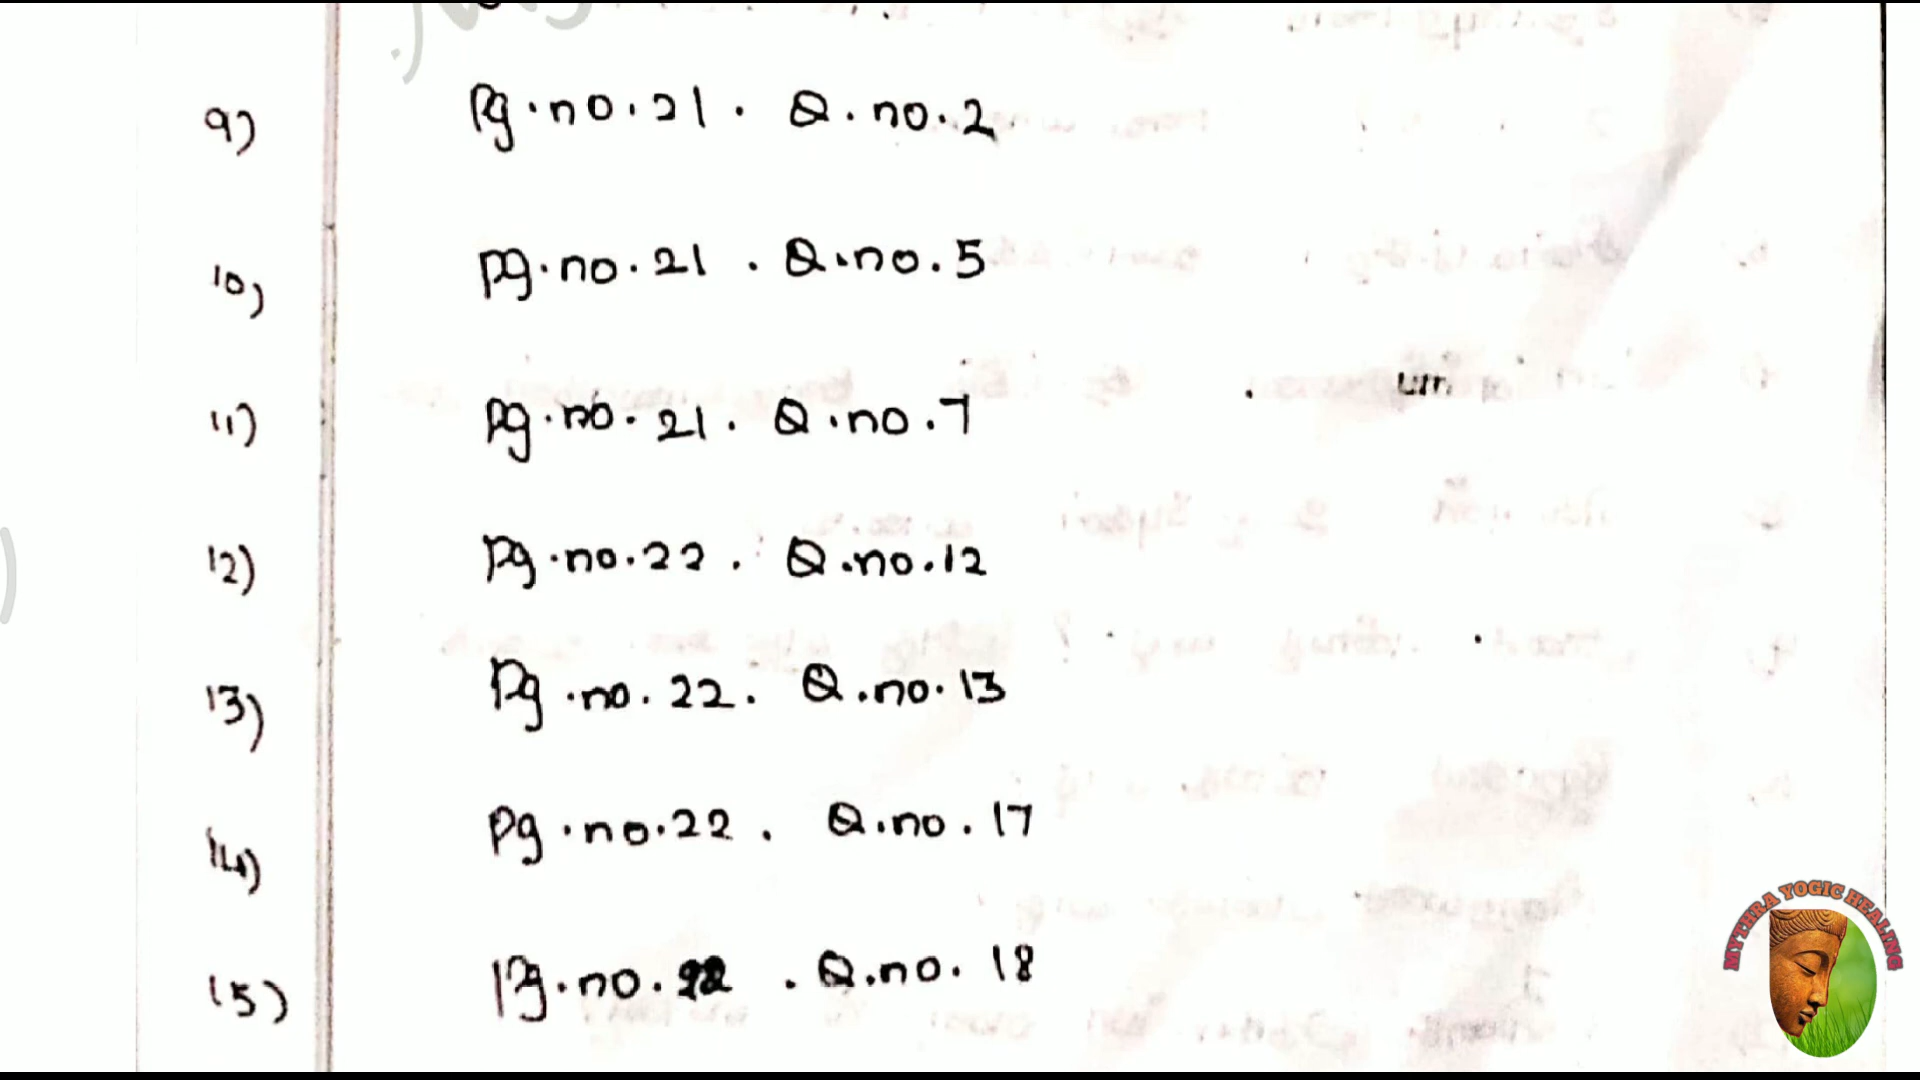 9) Pg.no.21. Q.no.2
10) Pg.no.21. Q.no.5
11) Pg.no.21. Q.no.7
12) Pg.no.22. Q.no.12
13) Pg.no.22. Q.no.13
14) Pg.no.22. Q.no.17
15) Pg.no.22. Q.no.18
MYTHRA YOGIC HEALING